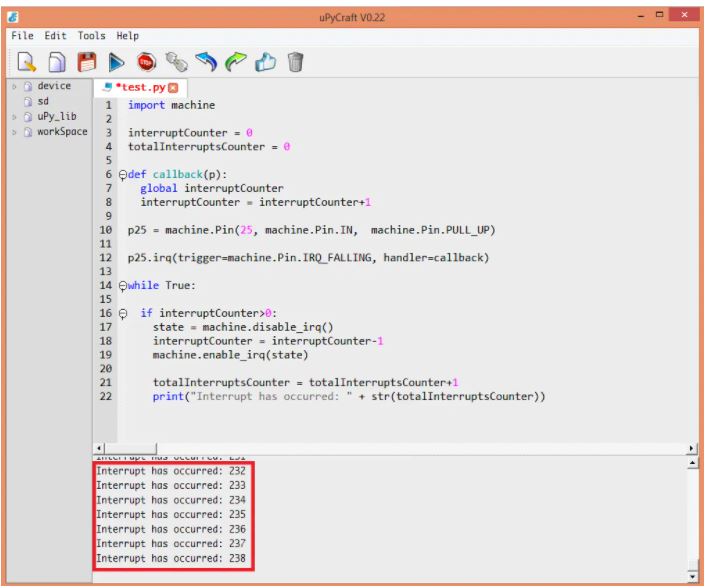 uPyCraft V0.22
File Edit Tools Help
device
sd
uPy_lib
workSpace
*test.py
1 import machine
2
3 interruptCounter = 0
4 totalInterruptsCounter = 0
5
6 def callback(p):
7   global interruptCounter
8   interruptCounter = interruptCounter+1
9
10 p25 = machine.Pin(25, machine.Pin.IN,  machine.Pin.PULL_UP)
11
12 p25.irq(trigger=machine.Pin.IRQ_FALLING, handler=callback)
13
14 while True:
15
16   if interruptCounter>0:
17     state = machine.disable_irq()
18     interruptCounter = interruptCounter-1
19     machine.enable_irq(state)
20
21     totalInterruptsCounter = totalInterruptsCounter+1
22     print("Interrupt has occurred: " + str(totalInterruptsCounter))
Interrupt has occurred: 231
Interrupt has occurred: 232
Interrupt has occurred: 233
Interrupt has occurred: 234
Interrupt has occurred: 235
Interrupt has occurred: 236
Interrupt has occurred: 237
Interrupt has occurred: 238